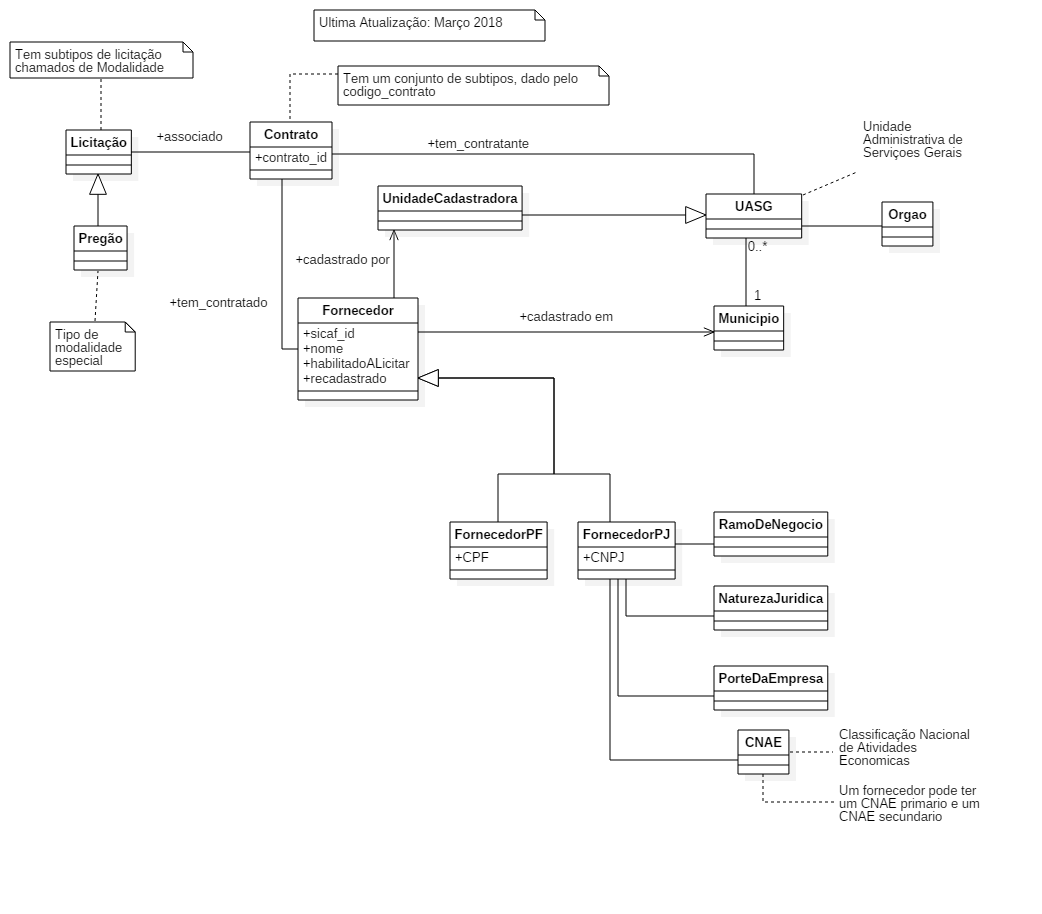 Ultima Atualização: Março 2018
Tem subtipos de licitação
chamados de Modalidade
Tem um conjunto de subtipos, dado pelo
codigo_contrato
Licitação
+associado
Contrato
+contrato_id
+tem_contratante
Unidade
Administrativa de
Serviçoes Gerais
UnidadeCadastradora
UASG
Orgao
Pregão
0..*
+cadastrado por
1
+tem_contratado
Fornecedor
+sicaf_id
+nome
+habilitadoALicitar
+recadastrado
+cadastrado em
Municipio
Tipo de
modalidade
especial
FornecedorPF
+CPF
FornecedorPJ
+CNPJ
RamoDeNegocio
NaturezaJuridica
PorteDaEmpresa
CNAE
Classificação Nacional
de Atividades
Economicas
Um fornecedor pode ter
um CNAE primario e um
CNAE secundario